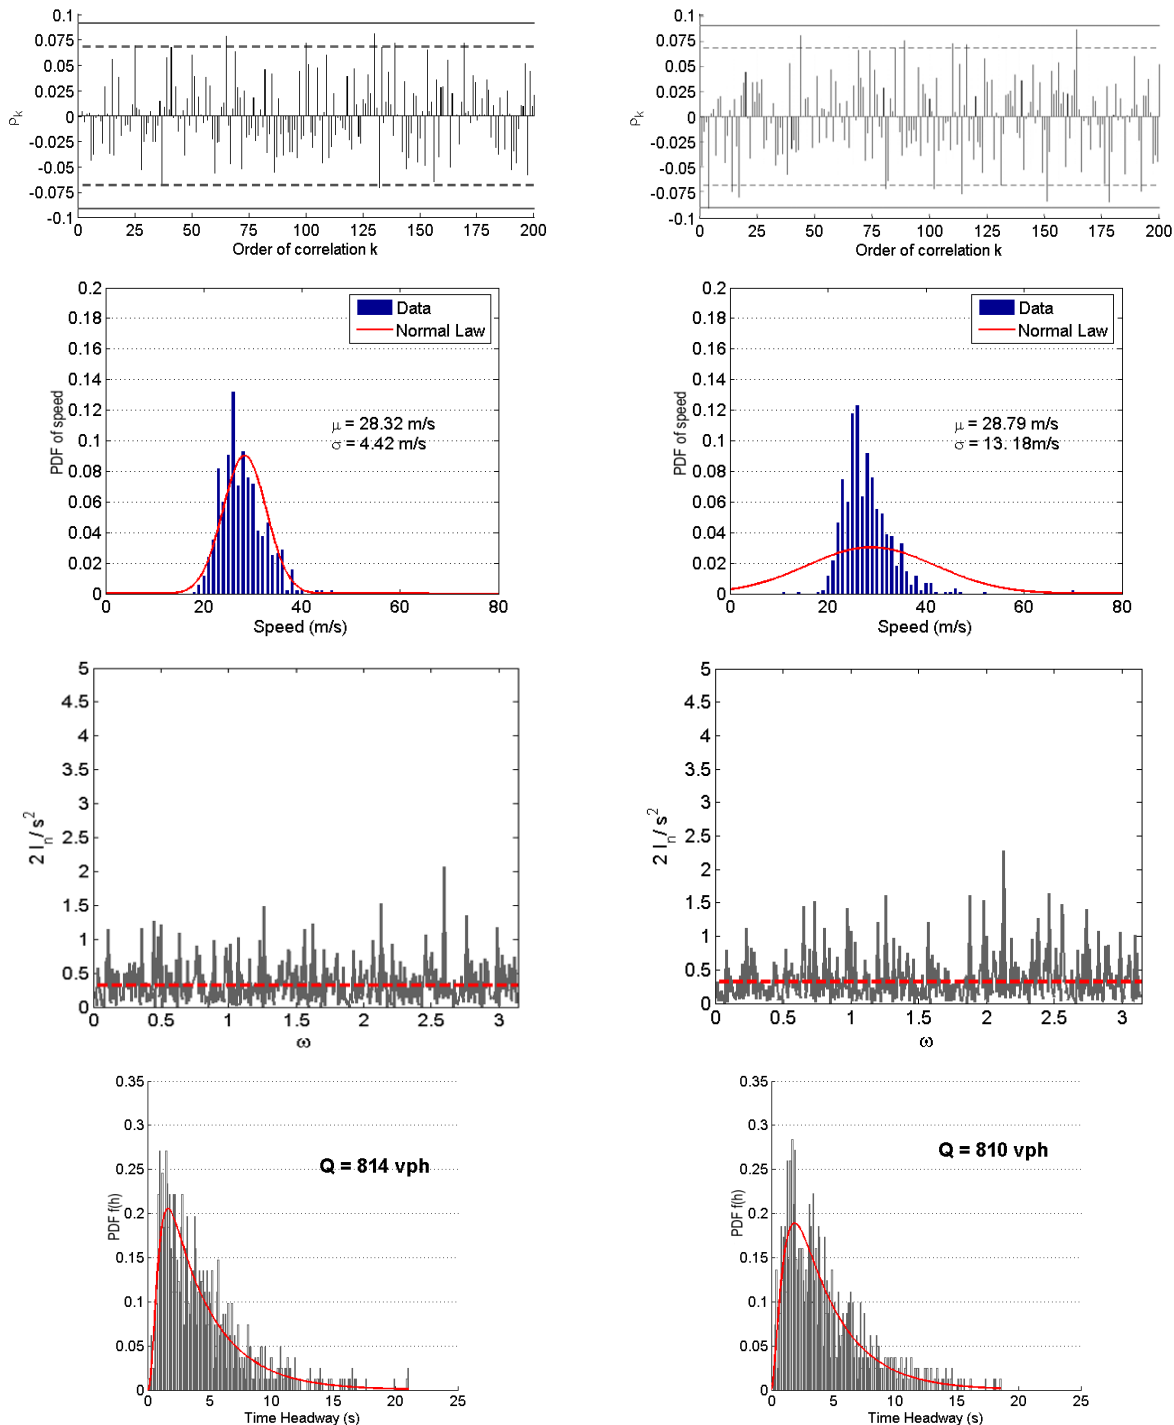 0.1
0.075
0.05
0.025
0
-0.025
-0.05
-0.075
-0.1
ρk
0 25 50 75 100 125 150 175 200
Order of correlation k
0.1
0.075
0.05
0.025
0
-0.025
-0.05
-0.075
-0.1
ρk
0 25 50 75 100 125 150 175 200
Order of correlation k
0.2
0.18
0.16
0.14
0.12
0.1
0.08
0.06
0.04
0.02
0
PDF of speed
Data
Normal Law
μ = 28.32 m/s
σ = 4.42 m/s
0 20 40 60 80
Speed (m/s)
0.2
0.18
0.16
0.14
0.12
0.1
0.08
0.06
0.04
0.02
0
PDF of speed
Data
Normal Law
μ = 28.79 m/s
σ = 13. 18m/s
0 20 40 60 80
Speed (m/s)
5
4.5
4
3.5
3
2.5
2
1.5
1
0.5
0
2 In/ s2
0 0.5 1 1.5 2 2.5 3
ω
5
4.5
4
3.5
3
2.5
2
1.5
1
0.5
0
2 In/ s2
0 0.5 1 1.5 2 2.5 3
ω
0.35
0.3
0.25
0.2
0.15
0.1
0.05
0
PDF f(h)
Q = 814 vph
0 5 10 15 20 25
Time Headway (s)
0.35
0.3
0.25
0.2
0.15
0.1
0.05
0
PDF f(h)
Q = 810 vph
0 5 10 15 20 25
Time Headway (s)